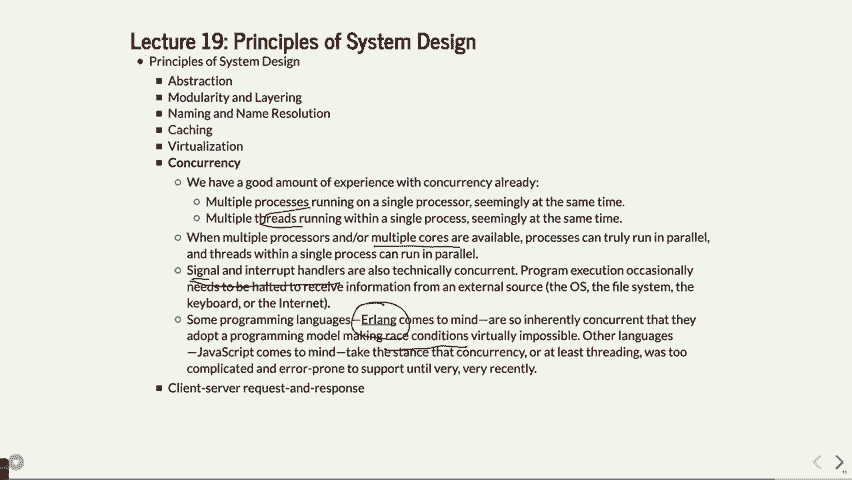 Lecture 19: Principles of System Design
• Principles of System Design
▪ Abstraction
▪ Modularity and Layering
▪ Naming and Name Resolution
▪ Caching
▪ Virtualization
▪ Concurrency
○ We have a good amount of experience with concurrency already:
○ Multiple processes running on a single processor, seemingly at the same time.
○ Multiple threads running within a single process, seemingly at the same time.
○ When multiple processors and/or multiple cores are available, processes can truly run in parallel,
and threads within a single process can run in parallel.
○ Signal and interrupt handlers are also technically concurrent. Program execution occasionally
needs to be halted to receive information from an external source (the OS, the file system, the
keyboard, or the Internet).
○ Some programming languages—Erlang comes to mind—are so inherently concurrent that they
adopt a programming model making race conditions virtually impossible. Other languages
—JavaScript comes to mind—take the stance that concurrency, or at least threading, was too
complicated and error-prone to support until very, very recently.
▪ Client-server request-and-response